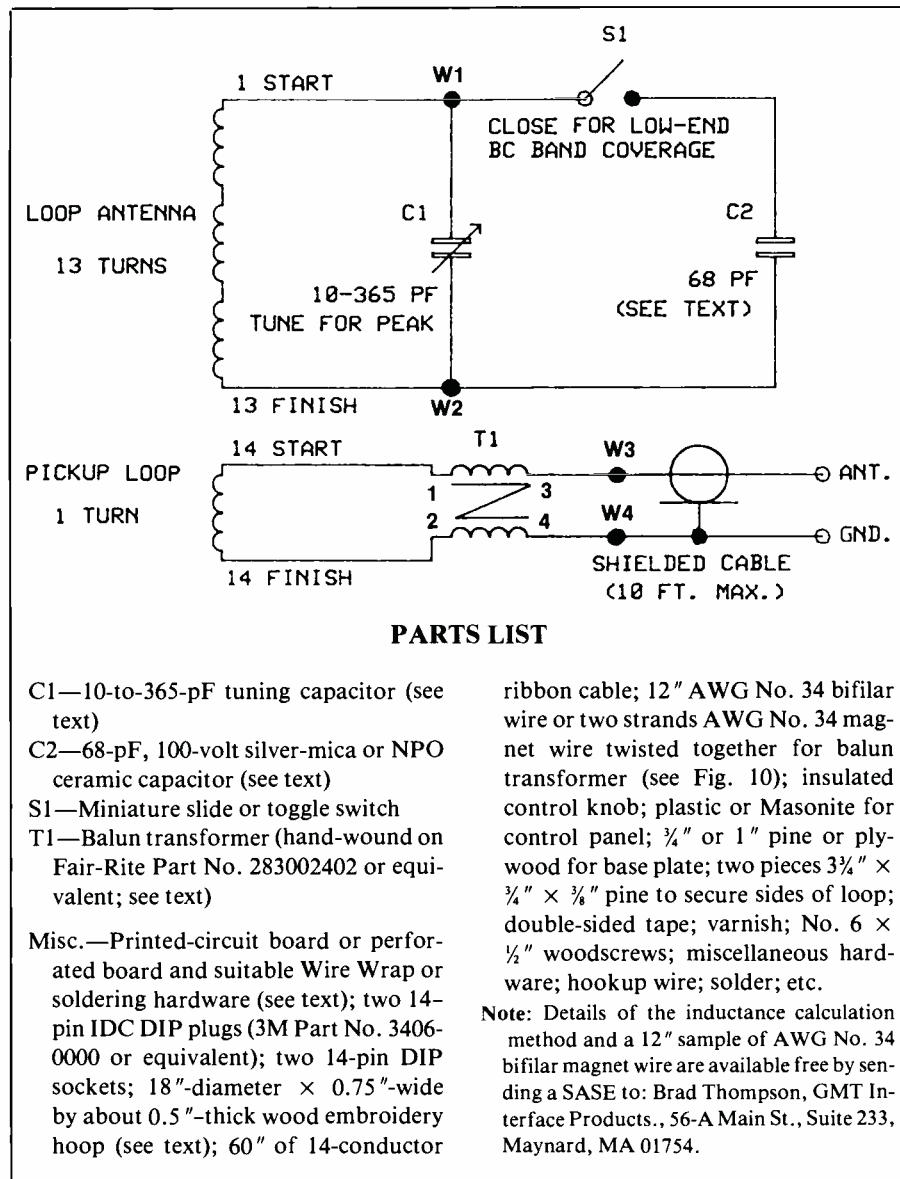 S1
1 START
W1
CLOSE FOR LOW-END
BC BAND COVERAGE
LOOP ANTENNA
13 TURNS
C1
C2
10-365 PF
TUNE FOR PEAK
68 PF
(SEE TEXT)
13 FINISH
W2
14 START
T1
W3
PICKUP LOOP
1 TURN
1
3
2
4
W4
ANT.
GND.
14 FINISH
SHIELDED CABLE
(10 FT. MAX.)
PARTS LIST
C1—10-to-365-pF tuning capacitor (see
text)
C2—68-pF, 100-volt silver-mica or NPO
ceramic capacitor (see text)
S1—Miniature slide or toggle switch
T1—Balun transformer (hand-wound on
Fair-Rite Part No. 283002402 or equi-
valent; see text)
Misc.—Printed-circuit board or perfor-
ated board and suitable Wire Wrap or
soldering hardware (see text); two 14-
pin IDC DIP plugs (3M Part No. 3406-
0000 or equivalent); two 14-pin DIP
sockets; 18"-diameter × 0.75"-wide
by about 0.5"-thick wood embroidery
hoop (see text); 60" of 14-conductor
ribbon cable; 12" AWG No. 34 bifilar
wire or two strands AWG No. 34 mag-
net wire twisted together for balun
transformer (see Fig. 10); insulated
control knob; plastic or Masonite for
control panel; ¾" or 1" pine or ply-
wood for base plate; two pieces 3¾" ×
¾" × ⅜" pine to secure sides of loop;
double-sided tape; varnish; No. 6 ×
½" woodscrews; miscellaneous hard-
ware; hookup wire; solder; etc.
Note: Details of the inductance calculation
method and a 12" sample of AWG No. 34
bifilar magnet wire are available free by sen-
ding a SASE to: Brad Thompson, GMT In-
terface Products., 56-A Main St., Suite 233,
Maynard, MA 01754.